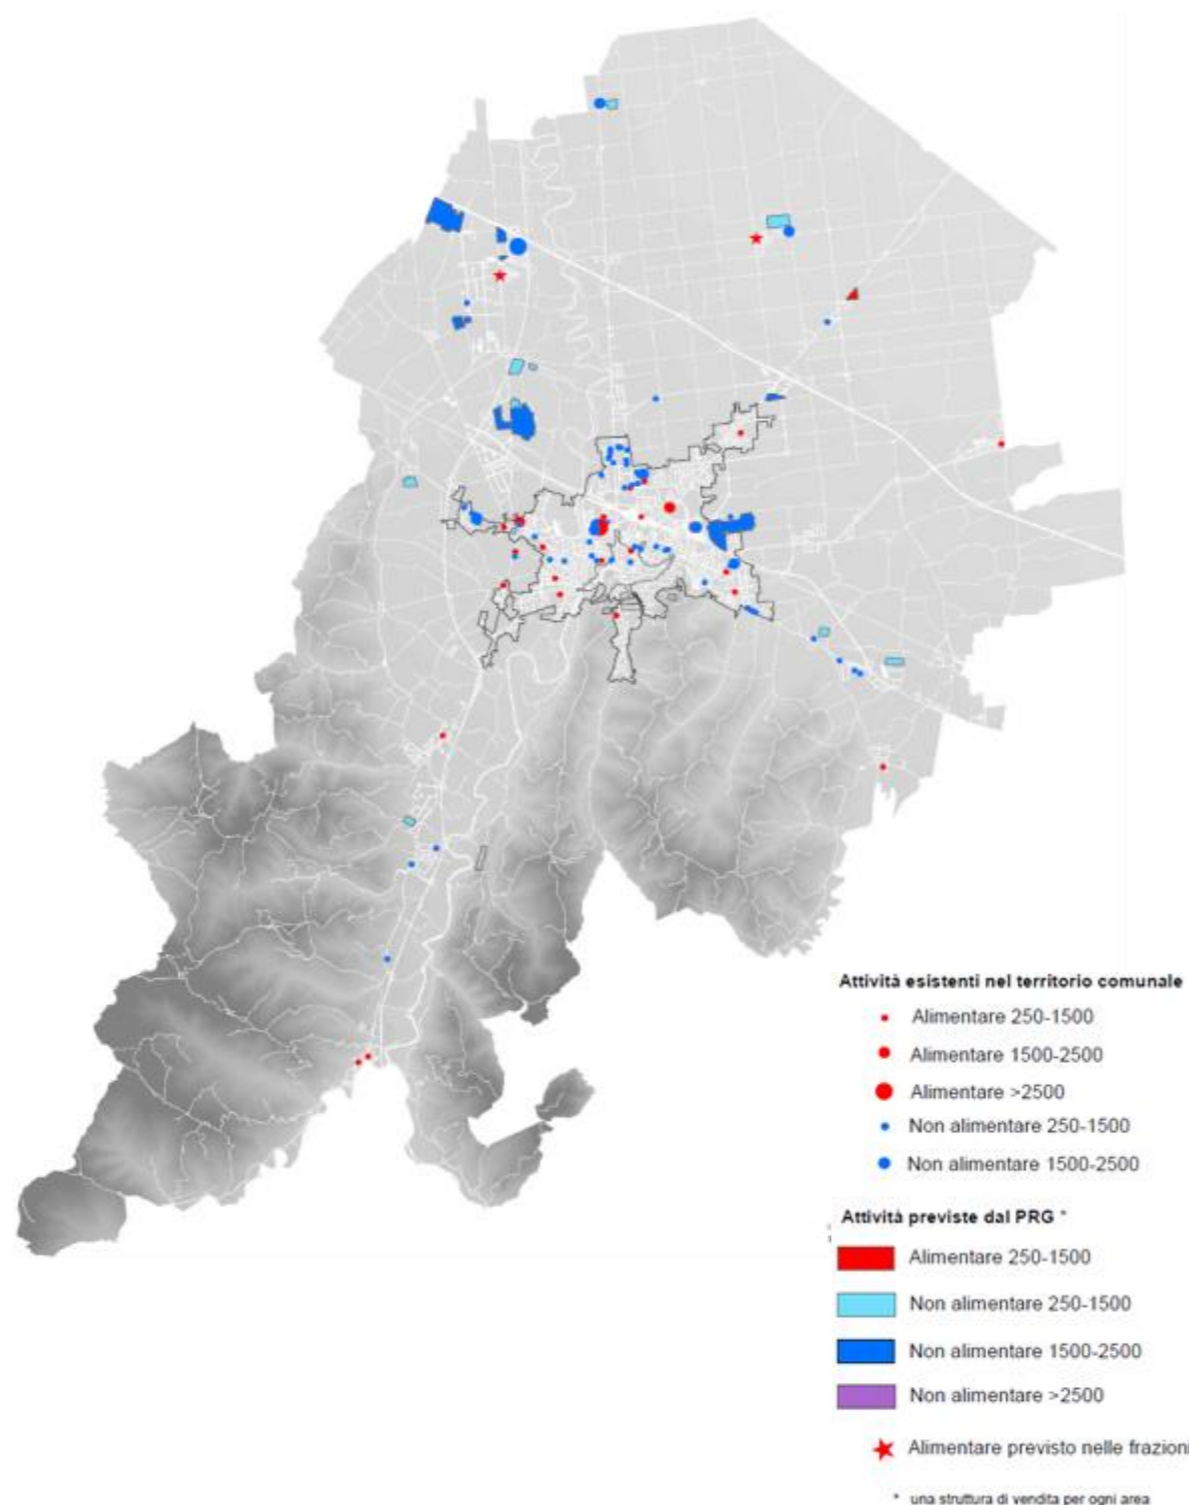 Attività esistenti nel territorio comunale
Alimentare 250-1500
Alimentare 1500-2500
Alimentare >2500
Non alimentare 250-1500
Non alimentare 1500-2500
Attività previste dal PRG *
Alimentare 250-1500
Non alimentare 250-1500
Non alimentare 1500-2500
Non alimentare >2500
Alimentare previsto nelle frazioni
* una struttura di vendita per ogni area